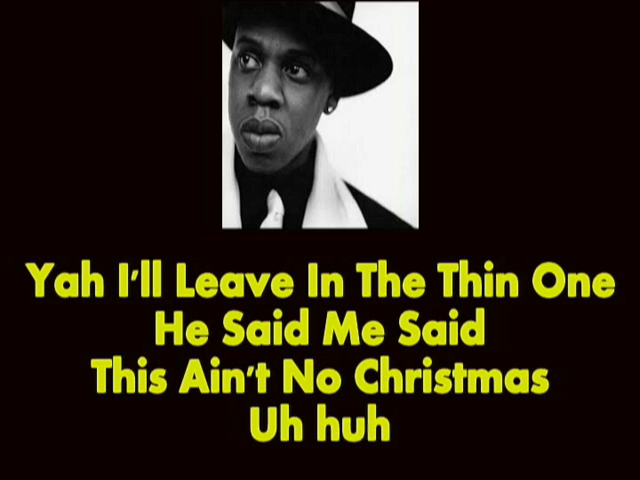 Yah I'll Leave In The Thin One
He Said Me Said
This Ain't No Christmas
Uh huh